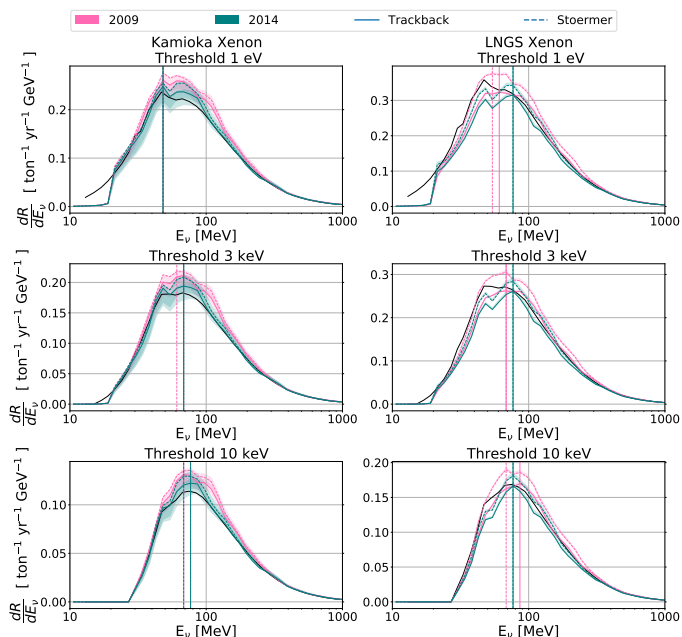 2009 2014 Trackback Stoermer
Kamioka Xenon
Threshold 1 eV
LNGS Xenon
Threshold 1 eV
dR/dEν [ ton⁻¹ yr⁻¹ GeV⁻¹ ]
0.2
0.1
0.0
10 100 1000
Eν [MeV]
0.3
0.2
0.1
0.0
10 100 1000
Eν [MeV]
Threshold 3 keV
Threshold 3 keV
dR/dEν [ ton⁻¹ yr⁻¹ GeV⁻¹ ]
0.20
0.15
0.10
0.05
0.00
10 100 1000
Eν [MeV]
0.3
0.2
0.1
0.0
10 100 1000
Eν [MeV]
Threshold 10 keV
Threshold 10 keV
dR/dEν [ ton⁻¹ yr⁻¹ GeV⁻¹ ]
0.10
0.05
0.00
10 100 1000
Eν [MeV]
0.20
0.15
0.10
0.05
0.00
10 100 1000
Eν [MeV]